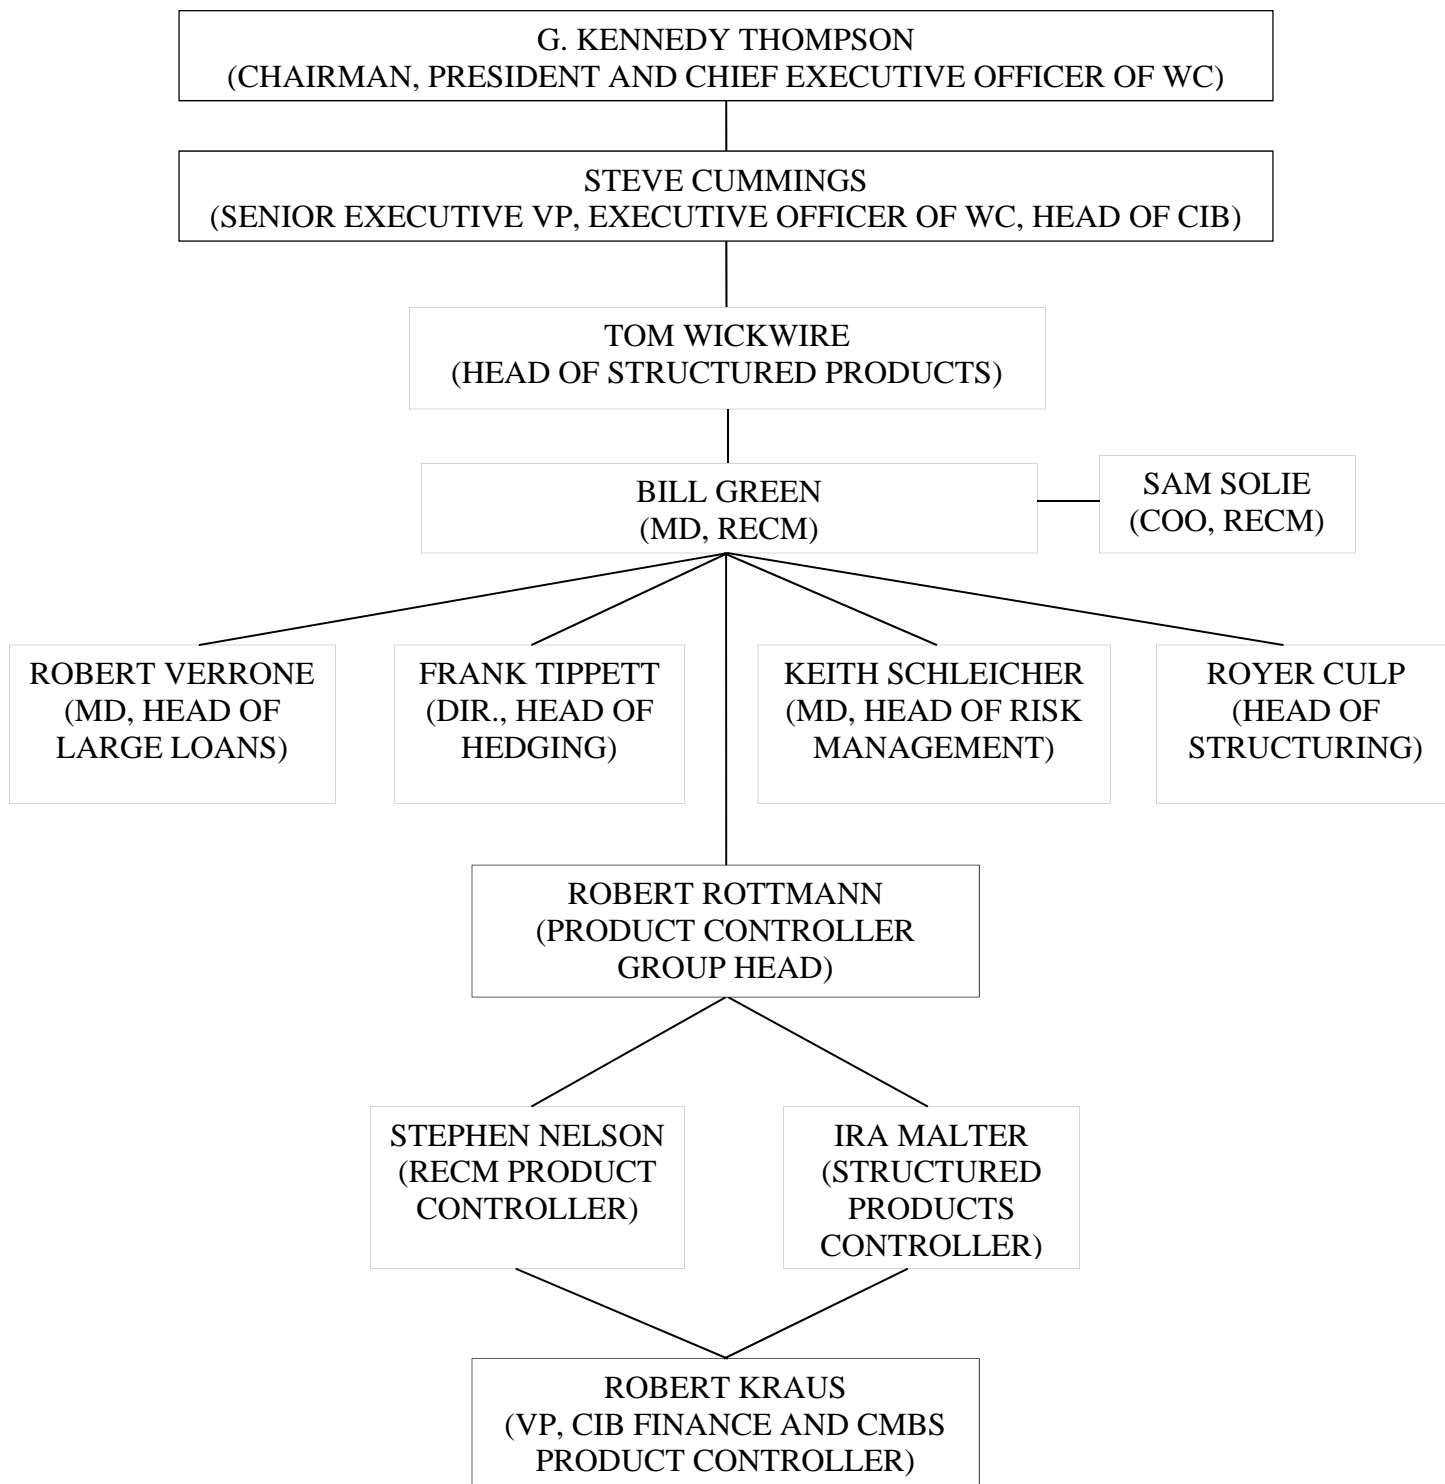 G. KENNEDY THOMPSON
(CHAIRMAN, PRESIDENT AND CHIEF EXECUTIVE OFFICER OF WC)
STEVE CUMMINGS
(SENIOR EXECUTIVE VP, EXECUTIVE OFFICER OF WC, HEAD OF CIB)
TOM WICKWIRE
(HEAD OF STRUCTURED PRODUCTS)
BILL GREEN
(MD, RECM)
SAM SOLIE
(COO, RECM)
ROBERT VERRONE
(MD, HEAD OF
LARGE LOANS)
FRANK TIPPETT
(DIR., HEAD OF
HEDGING)
KEITH SCHLEICHER
(MD, HEAD OF RISK
MANAGEMENT)
ROYER CULP
(HEAD OF
STRUCTURING)
ROBERT ROTTMANN
(PRODUCT CONTROLLER
GROUP HEAD)
STEPHEN NELSON
(RECM PRODUCT
CONTROLLER)
IRA MALTER
(STRUCTURED
PRODUCTS
CONTROLLER)
ROBERT KRAUS
(VP, CIB FINANCE AND CMBS
PRODUCT CONTROLLER)